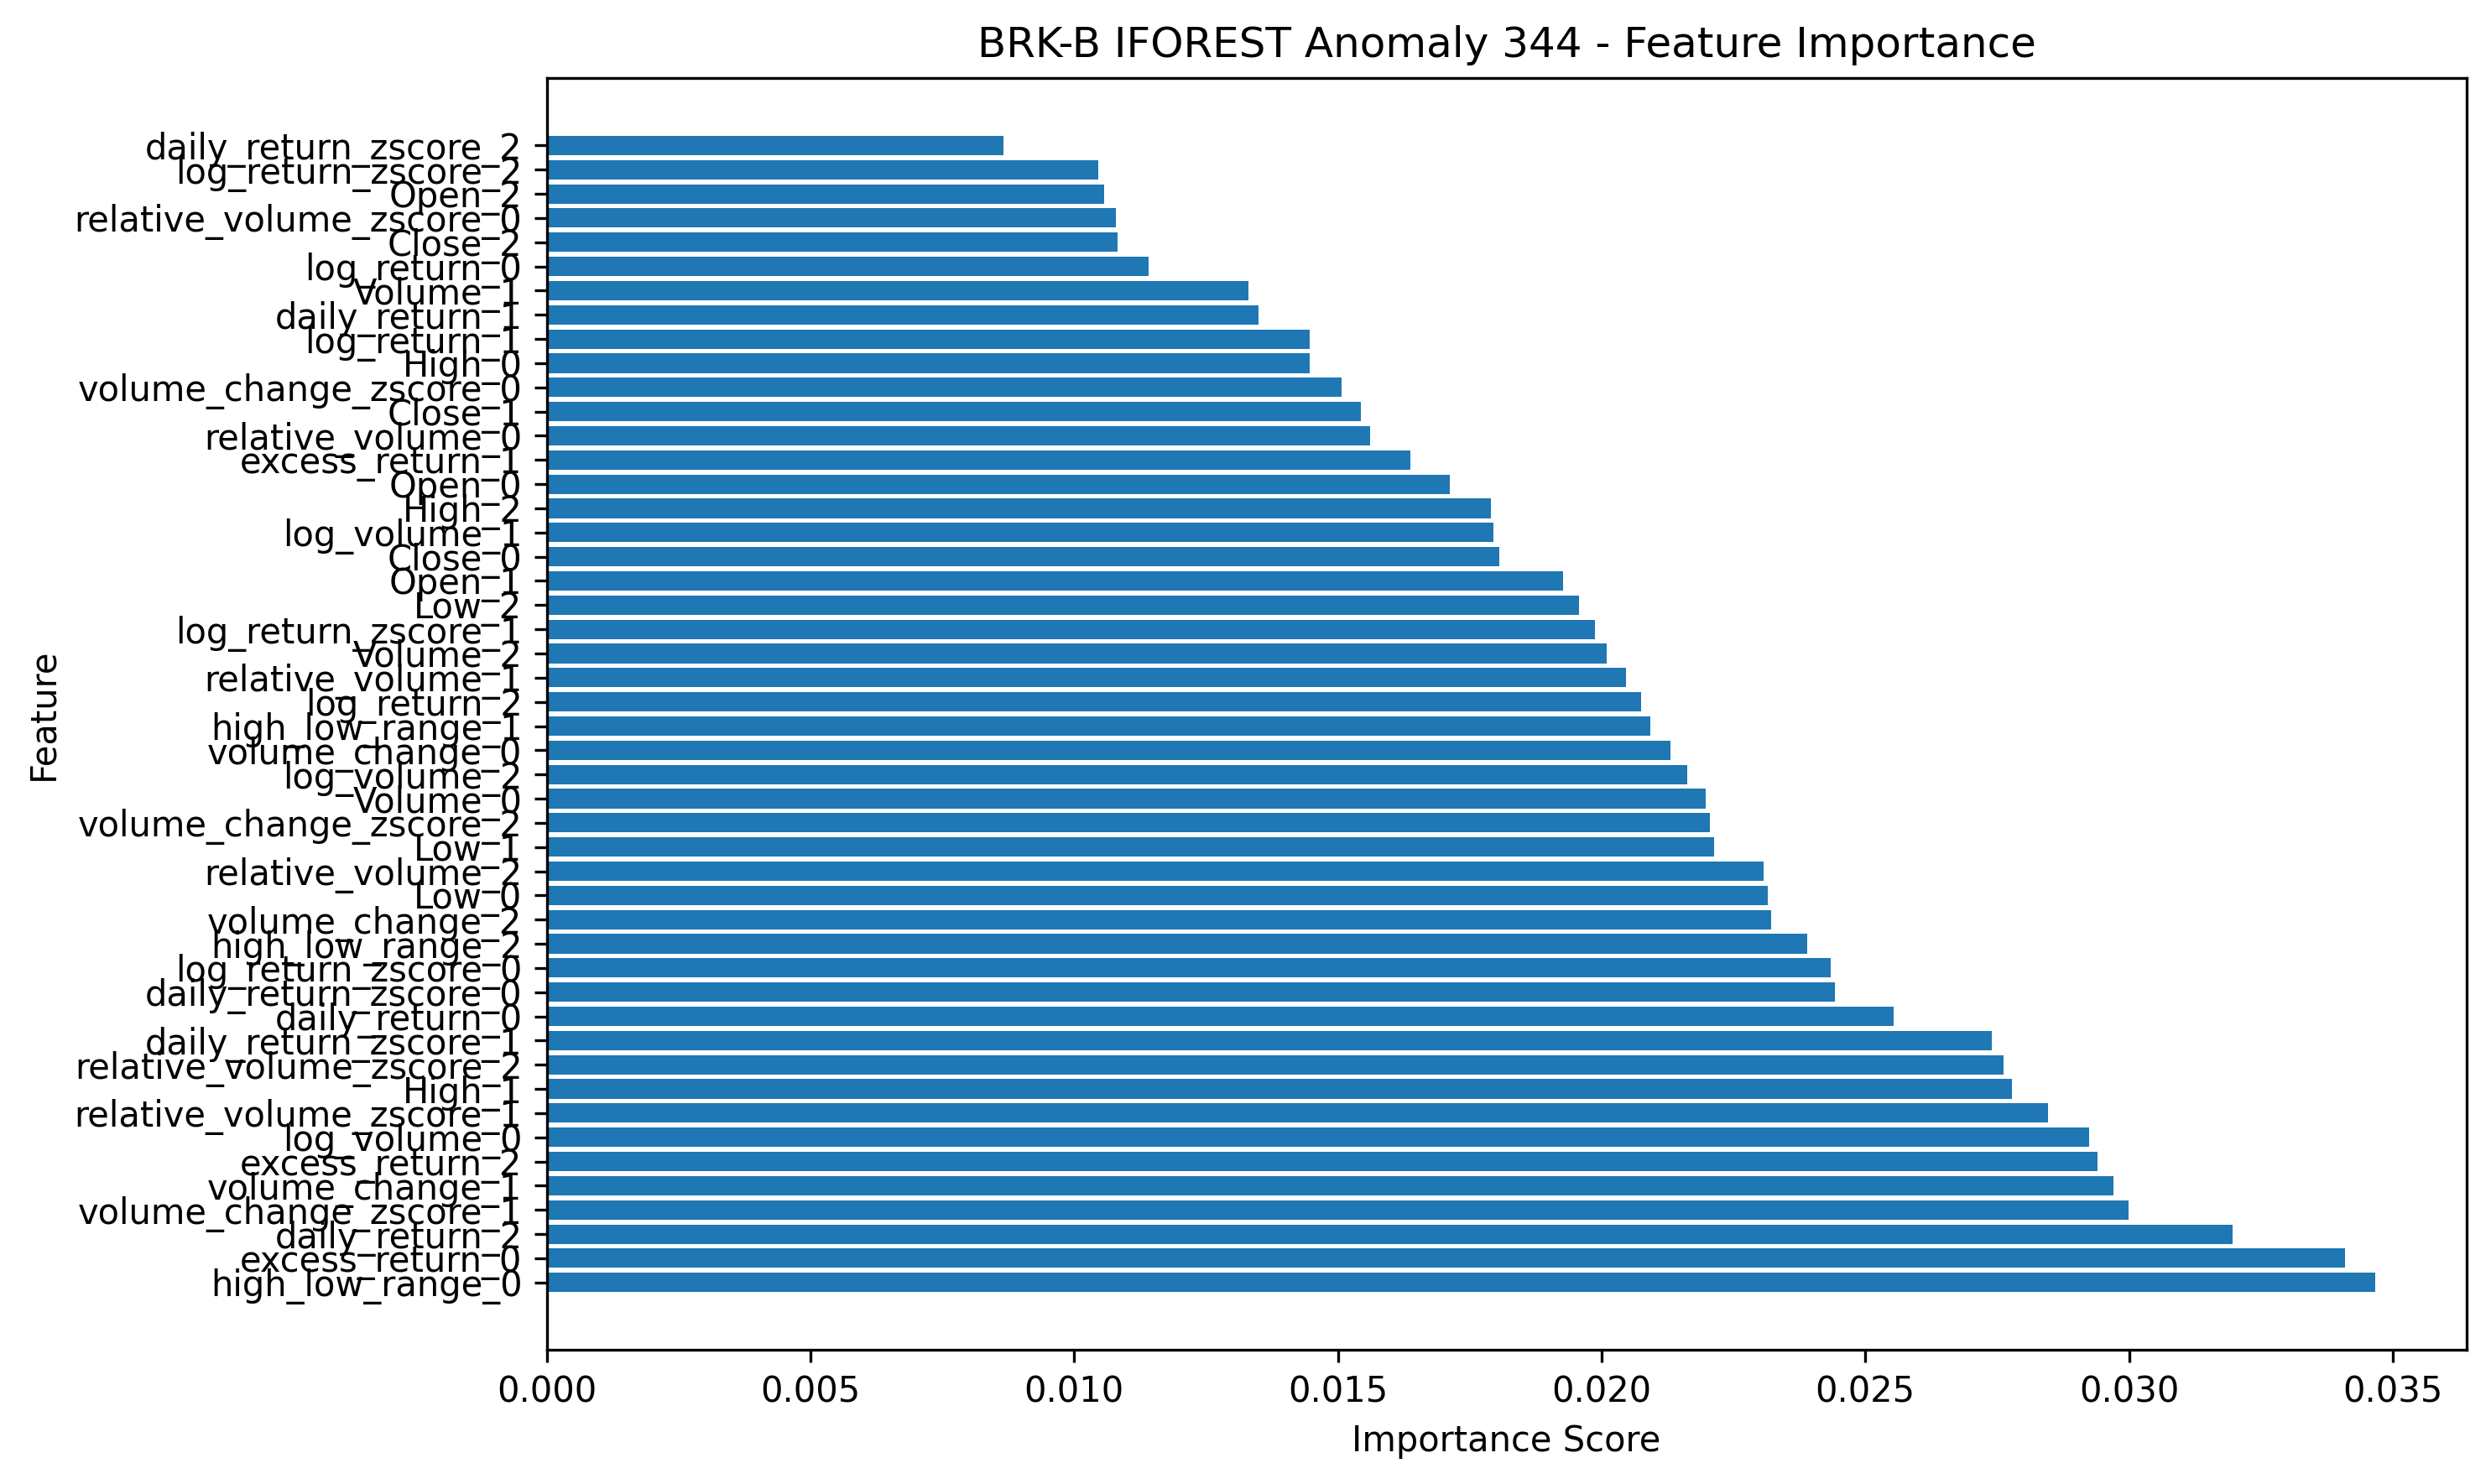 BRK-B IFOREST Anomaly 344 - Feature Importance
daily_return_zscore_2
log_return_zscore_2
Open_2
relative_volume_zscore_0
Close_2
log_return_0
Volume_1
daily_return_1
log_return_1
High_0
volume_change_zscore_0
Close_1
relative_volume_0
excess_return_1
Open_0
High_2
log_volume_1
Close_0
Open_1
Low_2
log_return_zscore_1
Volume_2
relative_volume_1
log_return_2
high_low_range_1
volume_change_0
log_volume_2
Volume_0
volume_change_zscore_2
Low_1
relative_volume_2
Low_0
volume_change_2
high_low_range_2
log_return_zscore_0
daily_return_zscore_0
daily_return_0
daily_return_zscore_1
relative_volume_zscore_2
High_1
relative_volume_zscore_1
log_volume_0
excess_return_2
volume_change_1
volume_change_zscore_1
daily_return_2
excess_return_0
high_low_range_0
Feature
0.000 0.005 0.010 0.015 0.020 0.025 0.030 0.035
Importance Score